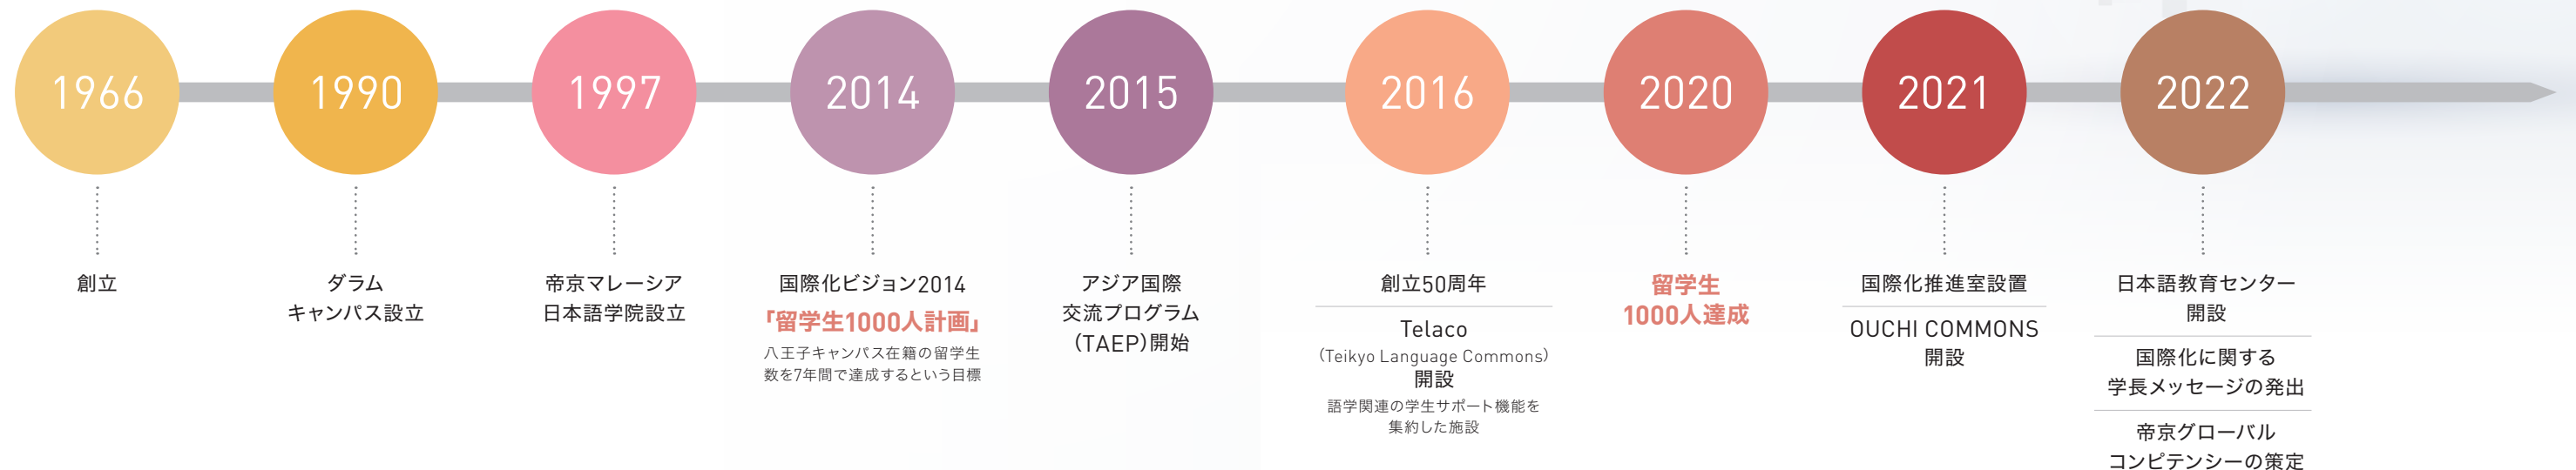 1966
1990
1997
2014
2015
2016
2020
2021
2022
創立
ダラム
キャンパス設立
帝京マレーシア
日本語学院設立
国際化ビジョン2014
「留学生1000人計画」
八王子キャンパス在籍の留学生
数を7年間で達成するという目標
アジア国際
交流プログラム
（TAEP）開始
創立50周年
Telaco
（Teikyo Language Commons）
開設
語学関連の学生サポート機能を
集約した施設
留学生
1000人達成
国際化推進室設置
OUCHI COMMONS
開設
日本語教育センター
開設
国際化に関する
学長メッセージの発出
帝京グローバル
コンピテンシーの策定